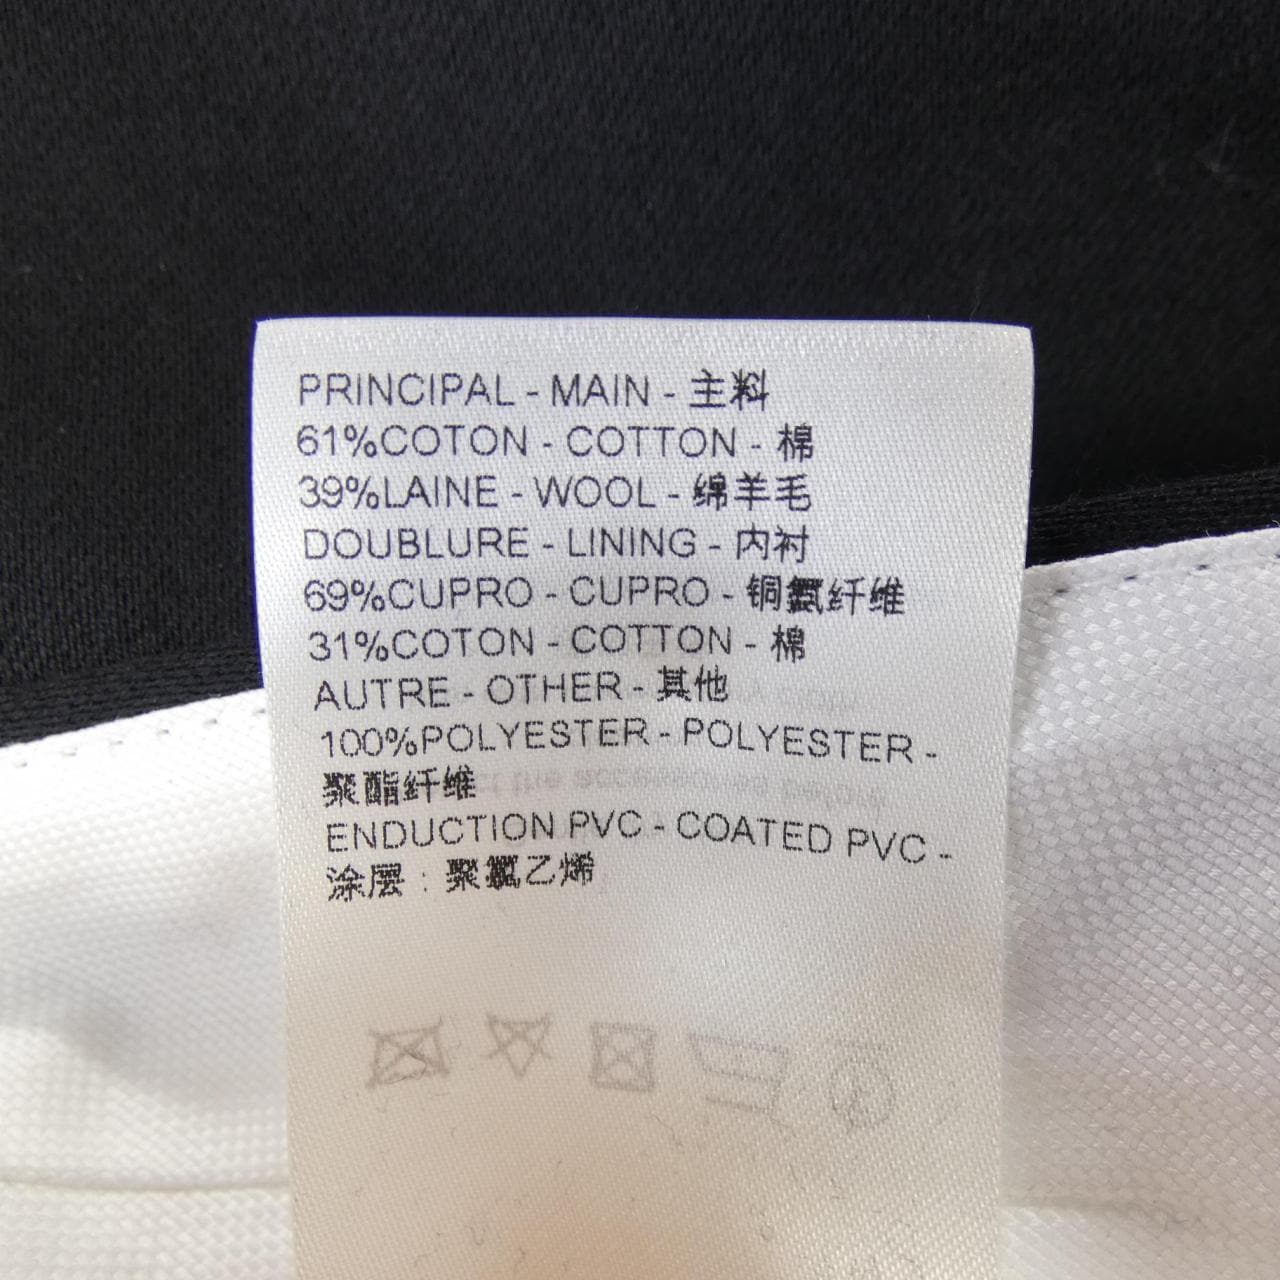 PRINCIPAL - MAIN - 主料
61%COTON - COTTON - 棉
39%LAINE - WOOL - 绵羊毛
DOUBLURE - LINING - 内衬
69%CUPRO - CUPRO - 铜氨纤维
31%COTON - COTTON - 棉
AUTRE - OTHER - 其他
100%POLYESTER - POLYESTER -
聚酯纤维
ENDUCTION PVC - COATED PVC -
涂层 : 聚氯乙烯